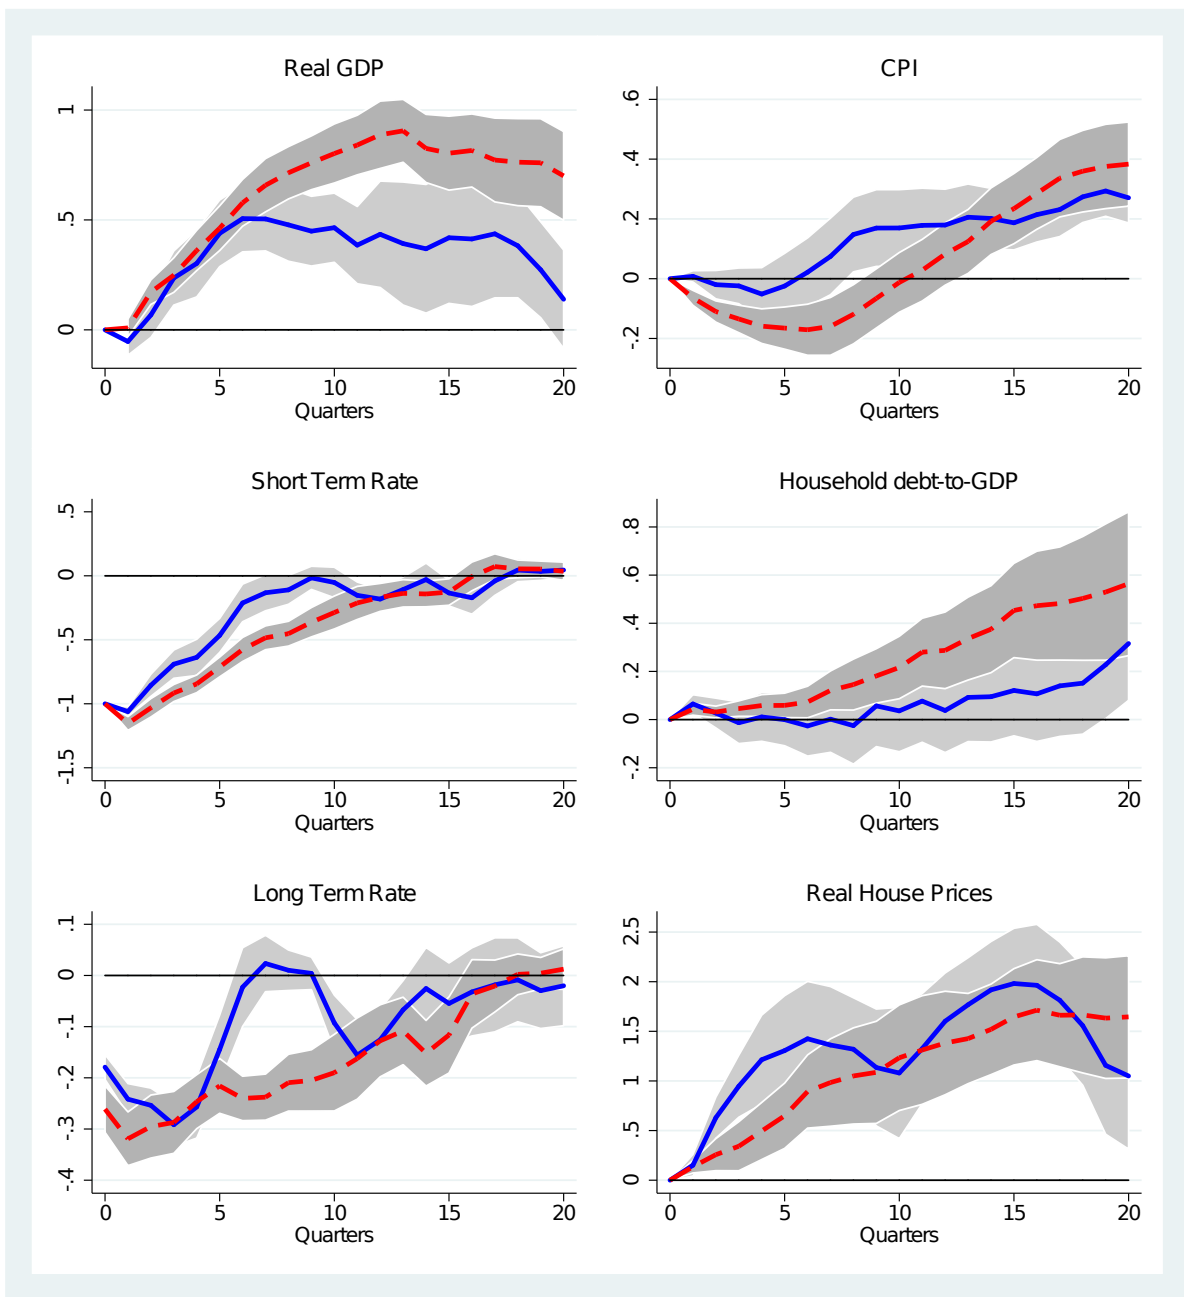 Real GDP
1
.5
0
0 5 10 15 20
Quarters
CPI
.6
.4
.2
0
-.2
0 5 10 15 20
Quarters
Short Term Rate
.5
0
-.5
-1
-1.5
0 5 10 15 20
Quarters
Household debt-to-GDP
.8
.6
.4
.2
0
-.2
0 5 10 15 20
Quarters
Long Term Rate
.1
0
-.1
-.2
-.3
-.4
0 5 10 15 20
Quarters
Real House Prices
2.5
2
1.5
1
.5
0
0 5 10 15 20
Quarters